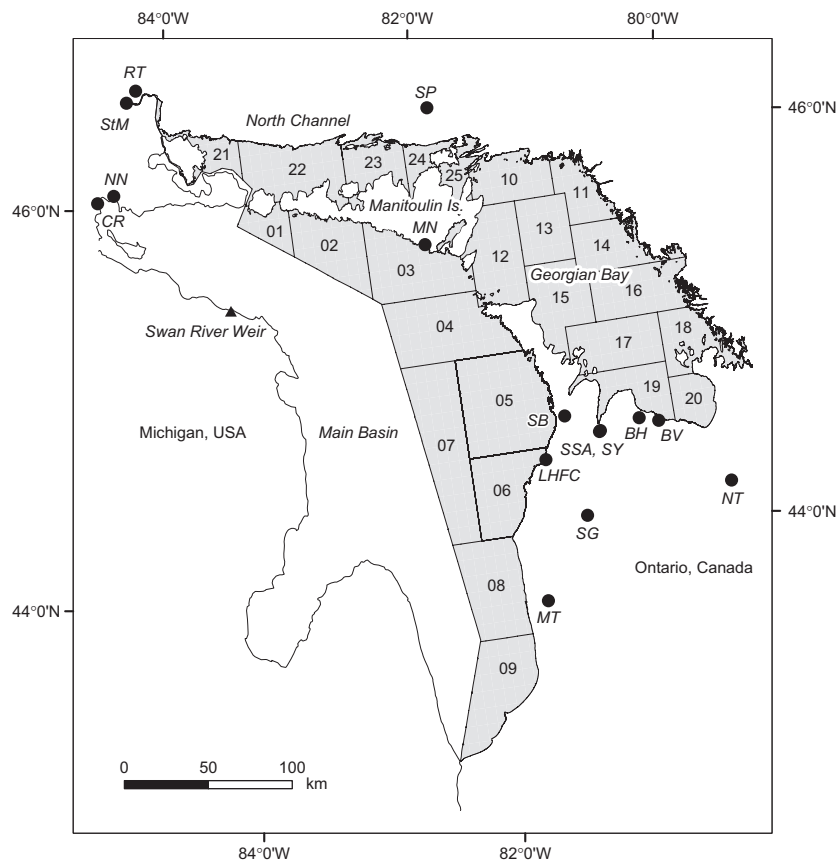 84°0'W 82°0'W 80°0'W
RT
SP
46°0'N
StM
North Channel
21 22 23 24 25
10 11
NN
46°0'N
CR
Manitoulin Is.
01 02 MN
12 13 14
03
Georgian Bay
15 16
Swan River Weir
04
17 18
05
19 20
SB
Michigan, USA
Main Basin
SSA, SY BH BV
07
LHFC
06
NT
44°0'N
SG
Ontario, Canada
08
44°0'N
MT
09
0 50 100
km
84°0'W 82°0'W